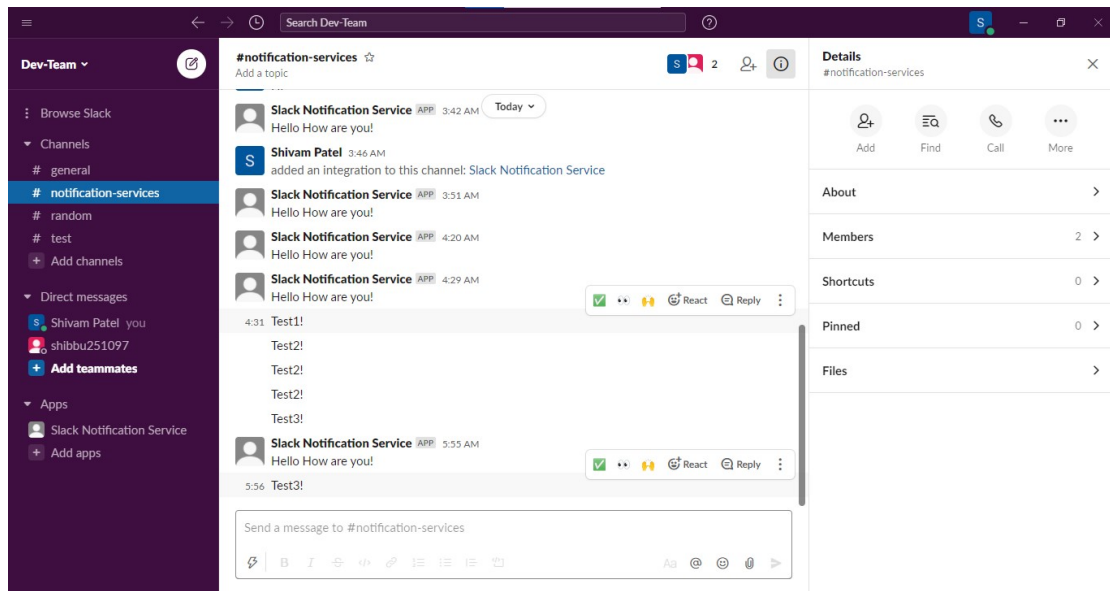 Search Dev-Team
S
Dev-Team
Browse Slack
Channels
# general
# notification-services
# random
# test
+ Add channels
Direct messages
S Shivam Patel you
shibbu251097
+ Add teammates
Apps
Slack Notification Service
+ Add apps
#notification-services
Add a topic
S 2
Today
Slack Notification Service APP 3:42 AM
Hello How are you!
S Shivam Patel 3:46 AM
added an integration to this channel: Slack Notification Service
Slack Notification Service APP 3:51 AM
Hello How are you!
Slack Notification Service APP 4:20 AM
Hello How are you!
Slack Notification Service APP 4:29 AM
Hello How are you!
React Reply
4:31 Test1!
Test2!
Test2!
Test2!
Test3!
Slack Notification Service APP 5:55 AM
Hello How are you!
React Reply
5:56 Test3!
Send a message to #notification-services
B I S </> Aa @
Details
#notification-services
Add Find Call More
About
Members 2
Shortcuts 0
Pinned 0
Files